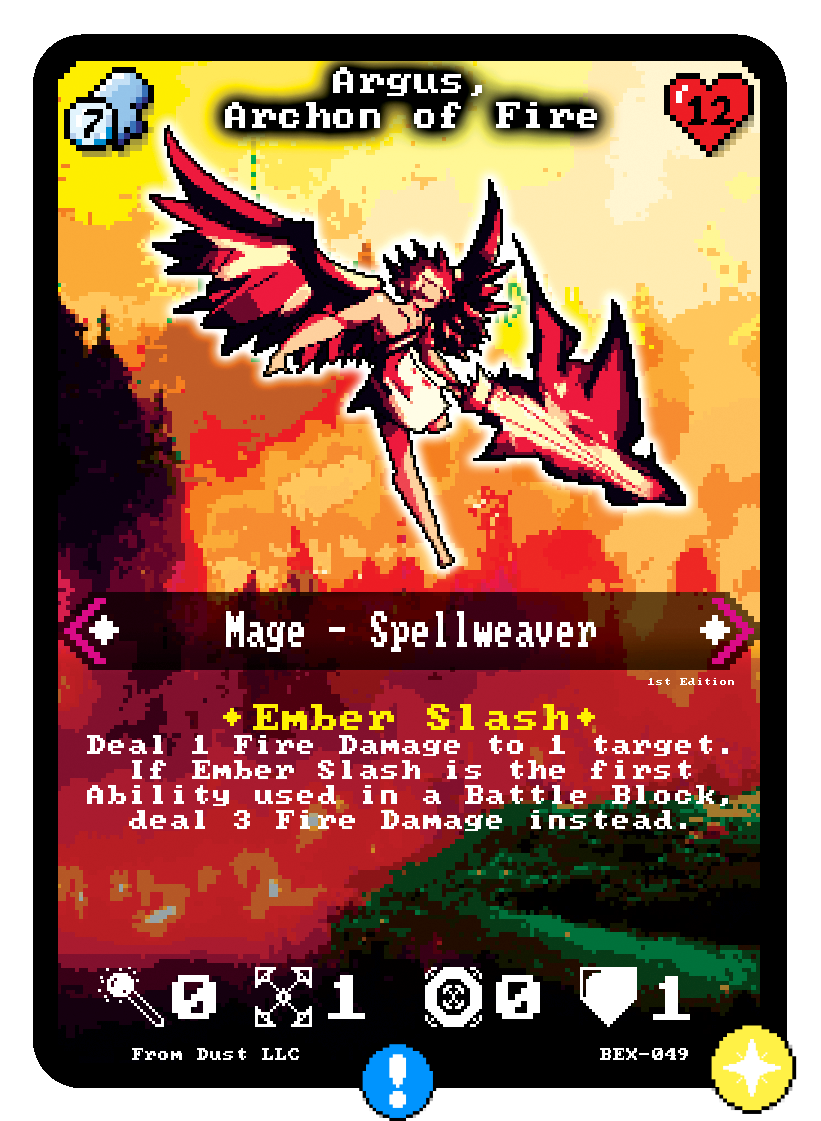 Argus,
Archon of Fire
7
12
Mage - Spellweaver
1st Edition
Ember Slash
Deal 1 Fire Damage to 1 target.
If Ember Slash is the first
Ability used in a Battle Block,
deal 3 Fire Damage instead.
0 1 0 1
From Dust LLC
BEX-049
!